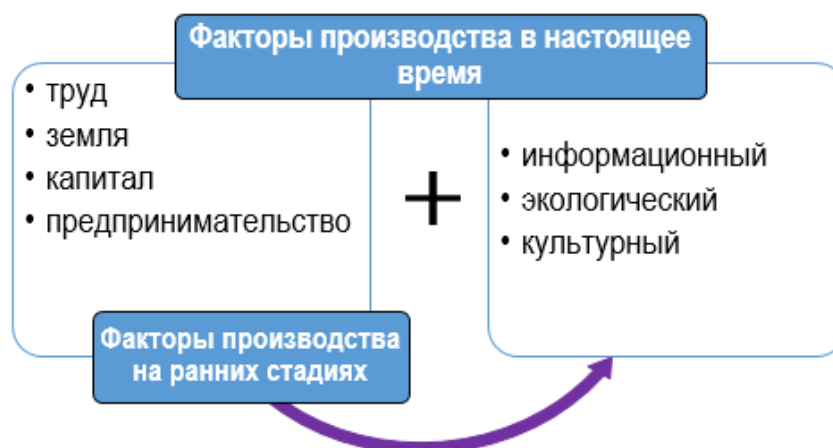 Факторы производства в настоящее
время
• труд
• земля
• капитал
• предпринимательство
+
• информационный
• экологический
• культурный
Факторы производства
на ранних стадиях